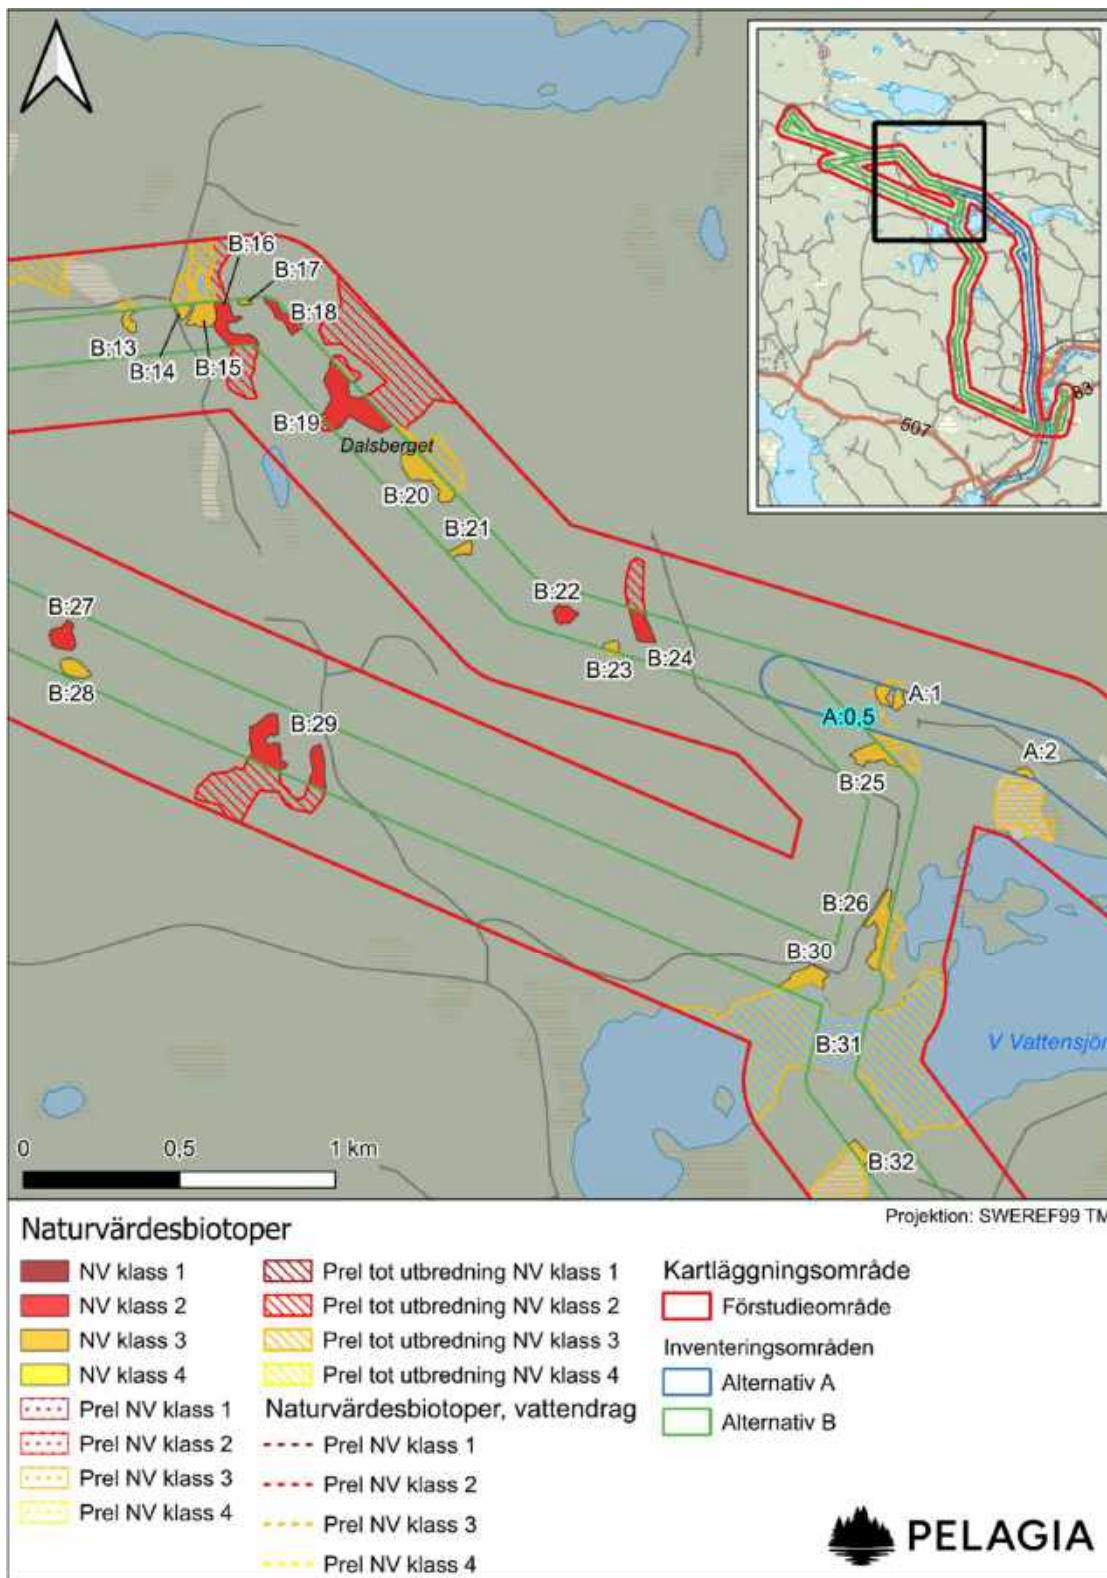 B:16
B:17
B:18
B:13
B:14
B:15
B:19
Dalsberget
B:20
B:21
B:22
B:23
B:24
B:27
B:28
B:29
A:1
A:0,5
A:2
B:25
B:26
B:30
B:31
V Vattensjön
B:32
507
83
0
0,5
1 km
Projektion: SWEREF99 TM
Naturvärdesbiotoper
NV klass 1
NV klass 2
NV klass 3
NV klass 4
Prel NV klass 1
Prel NV klass 2
Prel NV klass 3
Prel NV klass 4
Prel tot utbredning NV klass 1
Prel tot utbredning NV klass 2
Prel tot utbredning NV klass 3
Prel tot utbredning NV klass 4
Naturvärdesbiotoper, vattendrag
Prel NV klass 1
Prel NV klass 2
Prel NV klass 3
Prel NV klass 4
Kartläggningsområde
Förstudieområde
Inventeringsområden
Alternativ A
Alternativ B
PELAGIA